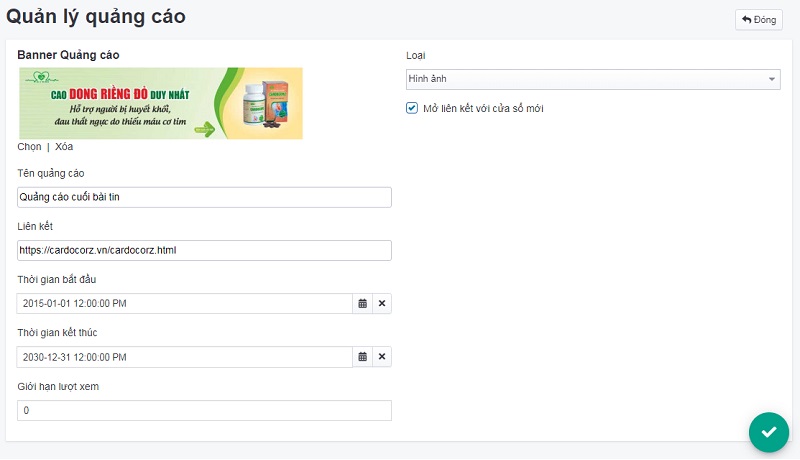 Quản lý quảng cáo
Đóng
Banner Quảng cáo
CAO DONG RIỀNG ĐỎ DUY NHẤT
Hỗ trợ người bị huyết khối,
đau thắt ngực do thiếu máu cơ tim
Chọn | Xóa
Tên quảng cáo
Quảng cáo cuối bài tin
Liên kết
https://cardocorz.vn/cardocorz.html
Thời gian bắt đầu
2015-01-01 12:00:00 PM
Thời gian kết thúc
2030-12-31 12:00:00 PM
Giới hạn lượt xem
0
Loại
Hình ảnh
Mở liên kết với cửa sổ mới